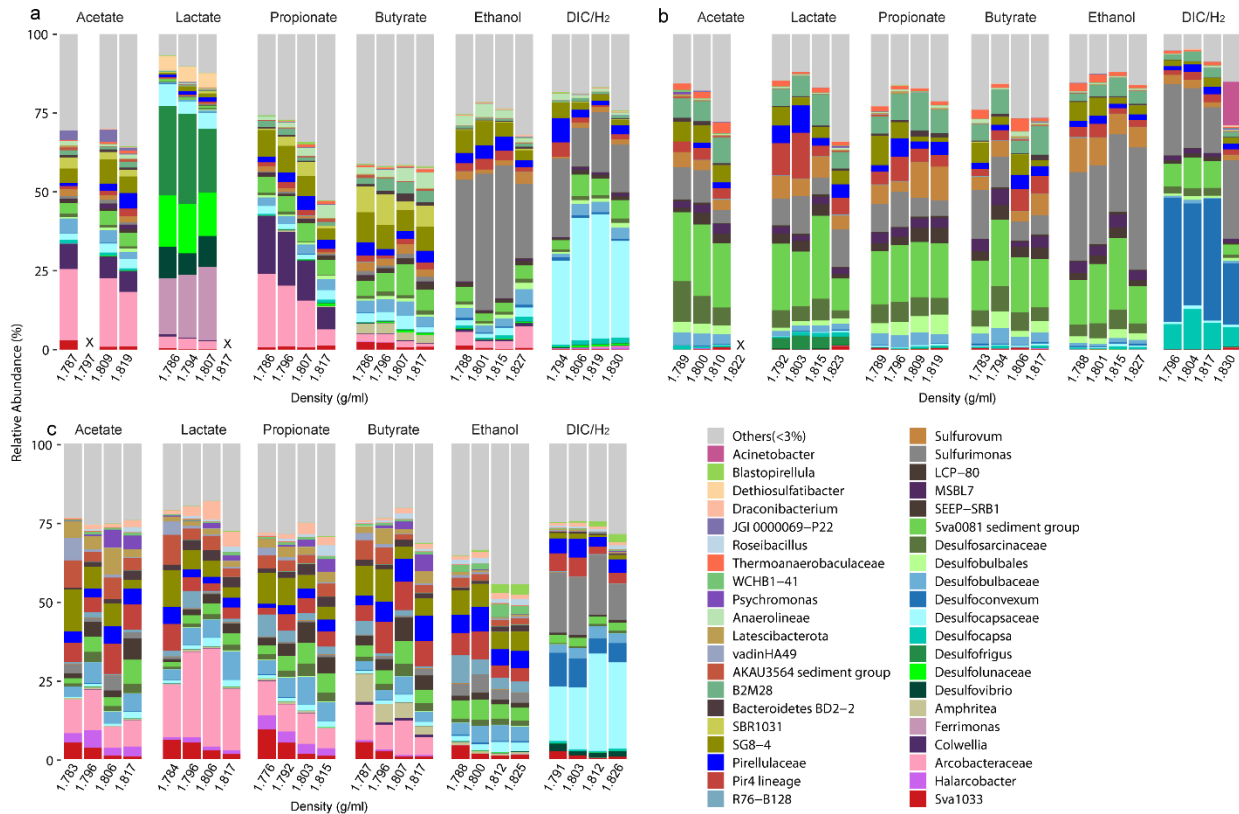 a
Acetate Lactate Propionate Butyrate Ethanol DIC/H2
100
75
50
25
0
X X
1.787 1.797 1.809 1.819 1.786 1.794 1.807 1.817 1.786 1.796 1.806 1.817 1.786 1.796 1.807 1.817 1.788 1.801 1.815 1.827 1.794 1.806 1.819 1.830
Density (g/ml)
b
Acetate Lactate Propionate Butyrate Ethanol DIC/H2
X
1.789 1.800 1.810 1.822 1.792 1.803 1.815 1.823 1.789 1.796 1.809 1.819 1.783 1.794 1.806 1.817 1.788 1.801 1.815 1.827 1.796 1.804 1.817 1.830
Density (g/ml)
Relative Abundance (%)
c
Acetate Lactate Propionate Butyrate Ethanol DIC/H2
100
75
50
25
0
1.783 1.796 1.806 1.817 1.784 1.796 1.806 1.817 1.776 1.792 1.803 1.815 1.787 1.796 1.807 1.817 1.788 1.800 1.812 1.825 1.791 1.803 1.812 1.826
Density (g/ml)
Others(<3%)
Acinetobacter
Blastopirellula
Dethiosulfatibacter
Draconibacterium
JGI 0000069-P22
Roseibacillus
Thermoanaerobaculaceae
WCHB1-41
Psychromonas
Anaerolineae
Latescibacterota
vadinHA49
AKAU3564 sediment group
B2M28
Bacteroidetes BD2-2
SBR1031
SG8-4
Pirellulaceae
Pir4 lineage
R76-B128
Sulfurovum
Sulfurimonas
LCP-80
MSBL7
SEEP-SRB1
Sva0081 sediment group
Desulfosarcinaceae
Desulfobulbales
Desulfobulbaceae
Desulfoconvexum
Desulfocapsaceae
Desulfocapsa
Desulfofrigus
Desulfolunaceae
Desulfovibrio
Amphritea
Ferrimonas
Colwellia
Arcobacteraceae
Halarcobacter
Sva1033